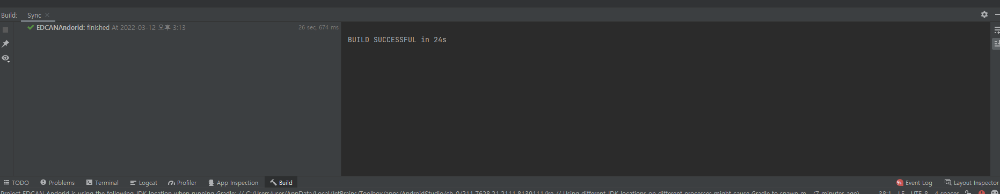 Build: Sync
EDCANAndorid: finished At 2022-03-12 오후 3:13 26 sec, 674 ms
BUILD SUCCESSFUL in 24s
TODO Problems Terminal Logcat Profiler App Inspection Build 9+ Event Log Layout Inspector
Project EDCAN Andorid is using the following JDK location when running Gradle: // C:/Users/user/AppData/Local/JetBrains/Toolbox/apps/AndroidStudio/ch-0/211.7628.21.2111.8139111/jre // Using different JDK locations on different processes might cause Gradle to spawn m... (7 minutes ago) 38:1 LF UTF-8 4 spaces